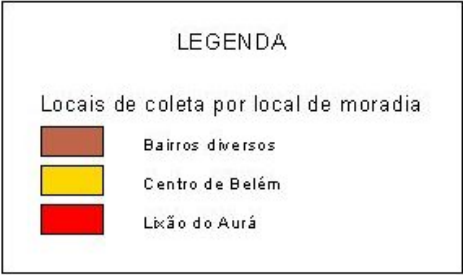 LEGENDA
Locais de coleta por local de moradia
Bairros diversos
Centro de Belém
Lixão do Aurá